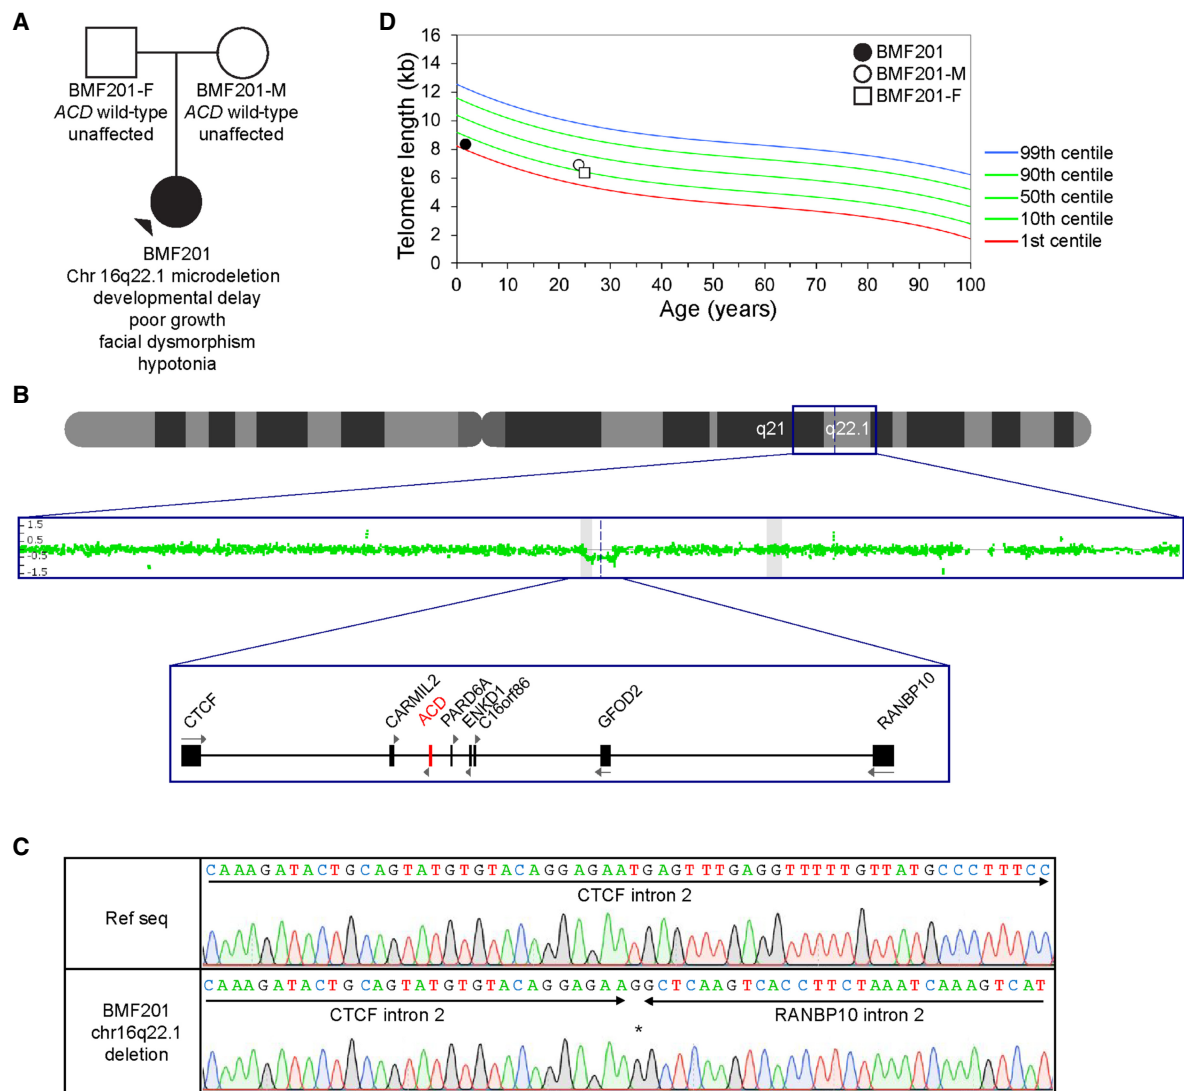 A
BMF201-F
ACD wild-type
unaffected
BMF201-M
ACD wild-type
unaffected
BMF201
Chr 16q22.1 microdeletion
developmental delay
poor growth
facial dysmorphism
hypotonia
D
Telomere length (kb)
16
14
12
10
8
6
4
2
0
0 10 20 30 40 50 60 70 80 90 100
Age (years)
BMF201
BMF201-M
BMF201-F
99th centile
90th centile
50th centile
10th centile
1st centile
B
q21 q22.1
1.5
0.5
-0.5
-1.5
CTCF
CARMIL2
ACD
PARD6A
ENKD1
C16orf86
GFOD2
RANBP10
C
Ref seq
CAAAGATACTGCAGTATGTGTACAGGAGAATGAGTTTGAGGTTTTTGTTATGCCCTTTCC
CTCF intron 2
BMF201
chr16q22.1
deletion
CAAAGATACTGCAGTATGTGTACAGGAGAAGGCTCAAGTCACCTTCTAAATCAAAGTCAT
CTCF intron 2
RANBP10 intron 2
*